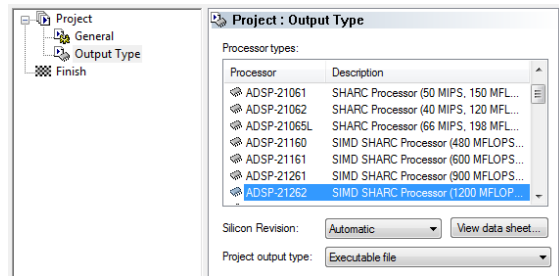 Project
General
Output Type
Finish
Project : Output Type
Processor types:
Processor Description
ADSP-21061 SHARC Processor (50 MIPS, 150 MFL...
ADSP-21062 SHARC Processor (40 MIPS, 120 MFL...
ADSP-21065L SHARC Processor (66 MIPS, 198 MFL...
ADSP-21160 SIMD SHARC Processor (480 MFLOPS...
ADSP-21161 SIMD SHARC Processor (600 MFLOPS...
ADSP-21261 SIMD SHARC Processor (900 MFLOPS...
ADSP-21262 SIMD SHARC Processor (1200 MFLOP...
Silicon Revision: Automatic View data sheet...
Project output type: Executable file